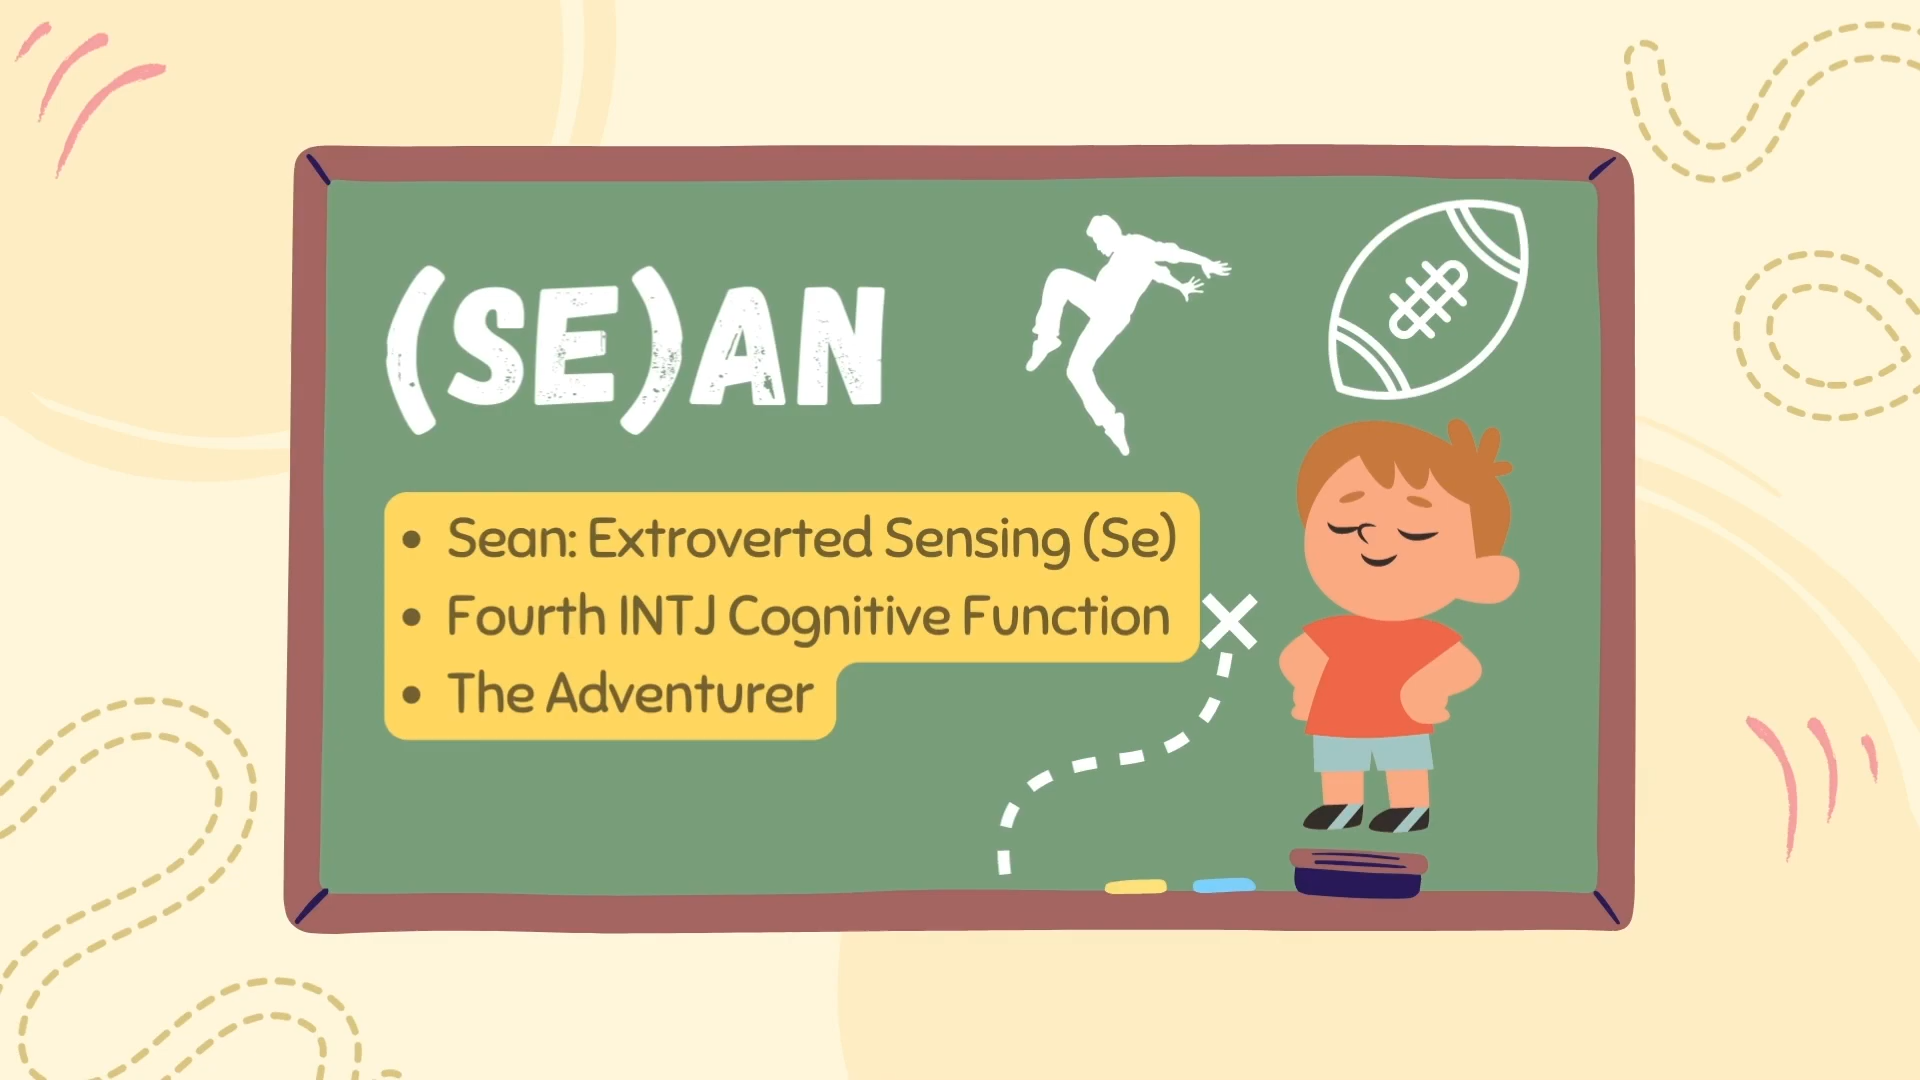 (SE)AN
• Sean: Extroverted Sensing (Se)
• Fourth INTJ Cognitive Function
• The Adventurer